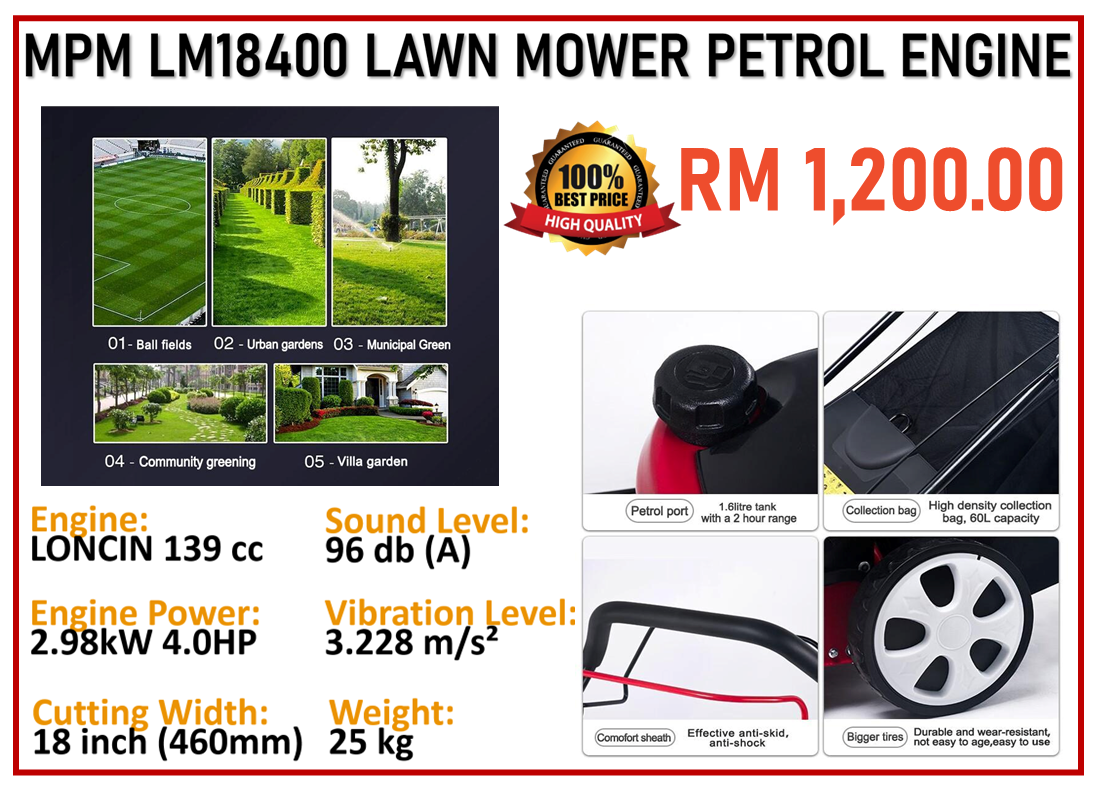 MPM LM18400 LAWN MOWER PETROL ENGINE
GUARANTEED GUARANTEED
GUARANTEED
GUARANTEED
100%
BEST PRICE
HIGH QUALITY
RM 1,200.00
01 - Ball fields
02 - Urban gardens
03 - Municipal Green
04 - Community greening
05 - Villa garden
Petrol port
1.6litre tank
with a 2 hour range
Collection bag
High density collection
bag, 60L capacity
Comofort sheath
Effective anti-skid,
anti-shock
Bigger tires
Durable and wear-resistant,
not easy to age,easy to use
Engine:
LONCIN 139 cc
Sound Level:
96 db (A)
Engine Power:
2.98kW 4.0HP
Vibration Level:
3.228 m/s²
Cutting Width:
18 inch (460mm)
Weight:
25 kg